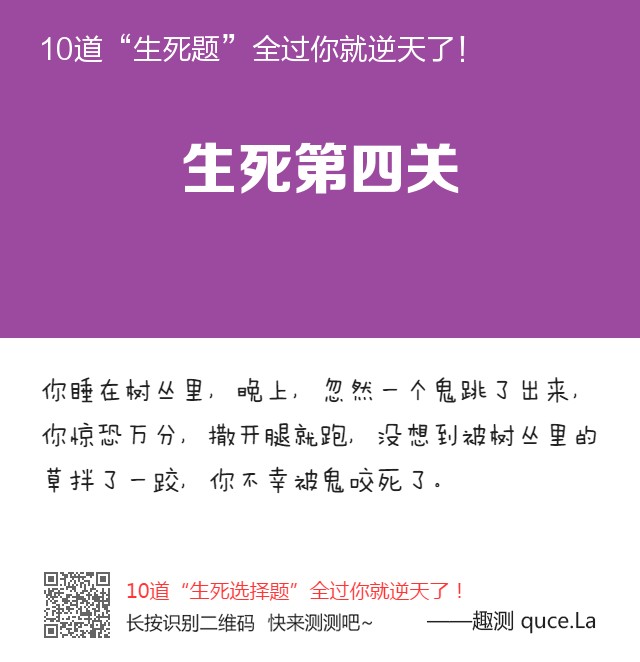 10道“生死题”全过你就逆天了!
生死第四关
你睡在树丛里，晚上，忽然一个鬼跳了出来，
你惊恐万分，撒开腿就跑，没想到被树丛里的
草拌了一跤，你不幸被鬼咬死了。
10道“生死选择题”全过你就逆天了！
长按识别二维码 快来测测吧~ ——趣测 quce.La